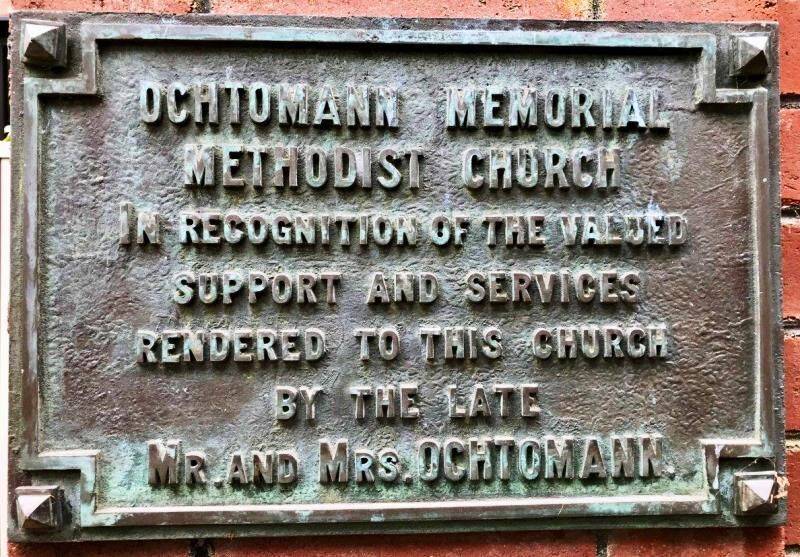 OCHTOMANN MEMORIAL
METHODIST CHURCH
IN RECOGNITION OF THE VALUED
SUPPORT AND SERVICES
RENDERED TO THIS CHURCH
BY THE LATE
MR. AND MRS. OCHTOMANN.